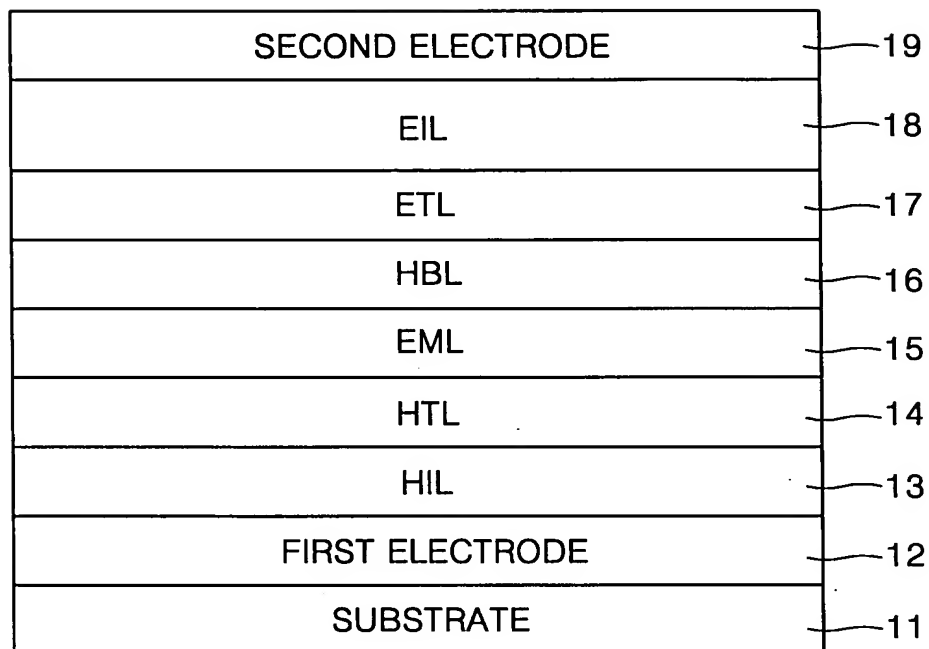 SECOND ELECTRODE 19
EIL 18
ETL 17
HBL 16
EML 15
HTL 14
HIL 13
FIRST ELECTRODE 12
SUBSTRATE 11